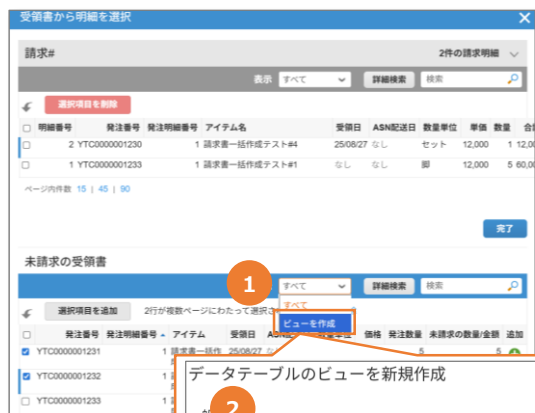 受領書から明細を選択 ×
請求# 2件の請求明細
表示 すべて 詳細検索 検索
選択項目を削除
明細番号 発注番号 発注明細番号 アイテム名 受領日 ASN配送日 数量単位 単価 数量
2 YTC0000001230 1 請求書一括作成テスト#4 25/08/27 なし セット 12,000 1 12,00
1 YTC0000001233 1 請求書一括作成テスト#1 なし なし 脚 12,000 5 60,00
ページ内件数 15 | 45 | 90
完了
未請求の受領書
1 すべて 詳細検索 検索
すべて
選択項目を追加 2行が複数ページにわたって選択さ
ビューを作成
発注番号 発注明細番号 アイテム 受領日 価格 発注数量 未請求の数量/金額 追加
YTC0000001231 1 請求書一括作 25/08/27 な 5 5
YTC0000001232 1
YTC0000001233 1
データテーブルのビューを新規作成
2